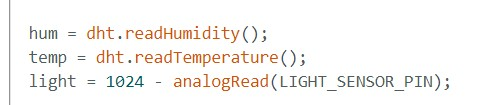 hum = dht.readHumidity();
temp = dht.readTemperature();
light = 1024 - analogRead(LIGHT_SENSOR_PIN);